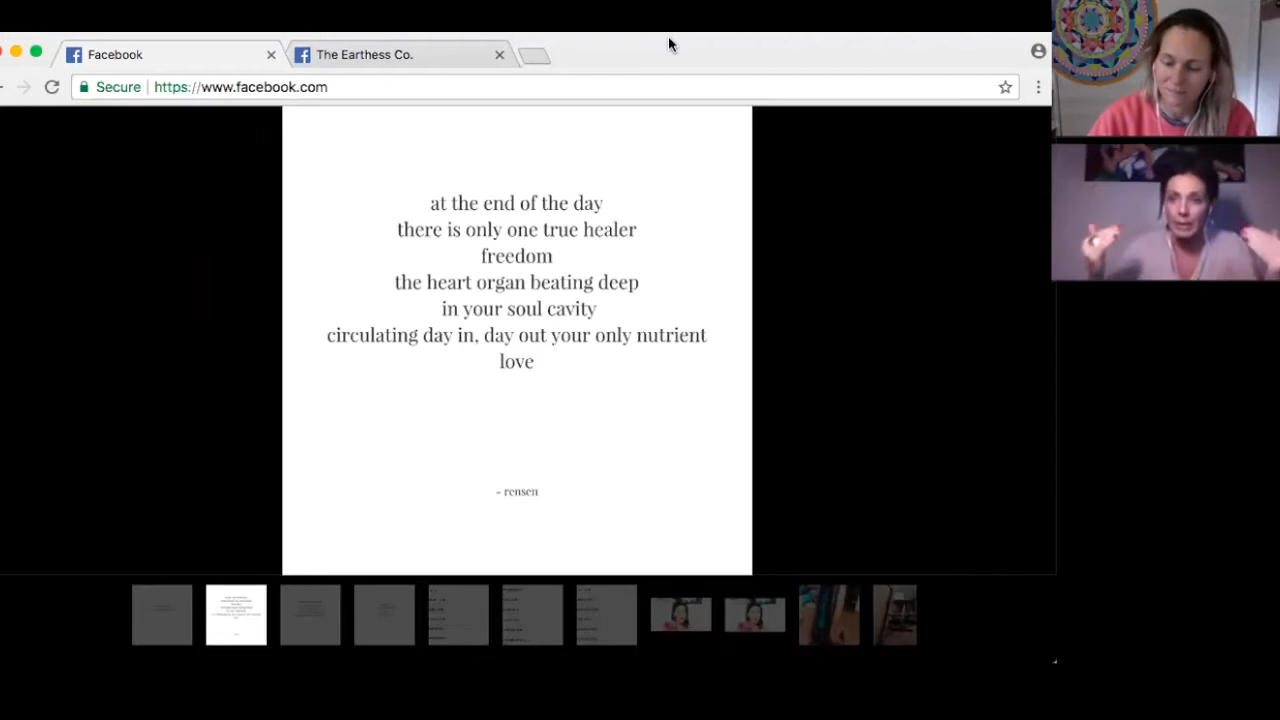 Facebook
The Earthess Co.
Secure https://www.facebook.com
at the end of the day
there is only one true healer
freedom
the heart organ beating deep
in your soul cavity
circulating day in, day out your only nutrient
love
- rensen